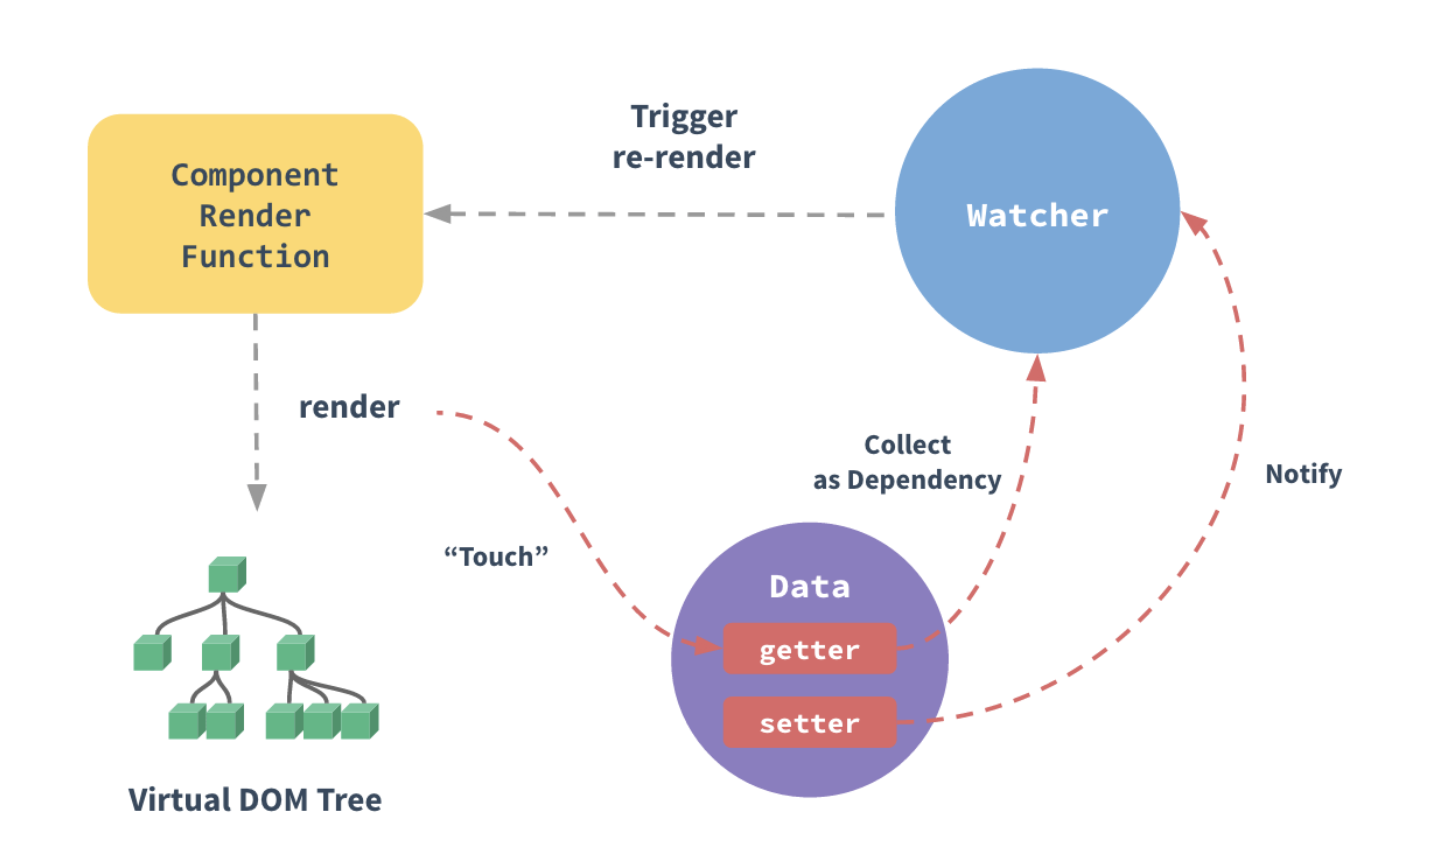 Trigger
re-render
Component
Render
Function
Watcher
render
Collect
as Dependency
Notify
“Touch”
Data
getter
setter
Virtual DOM Tree